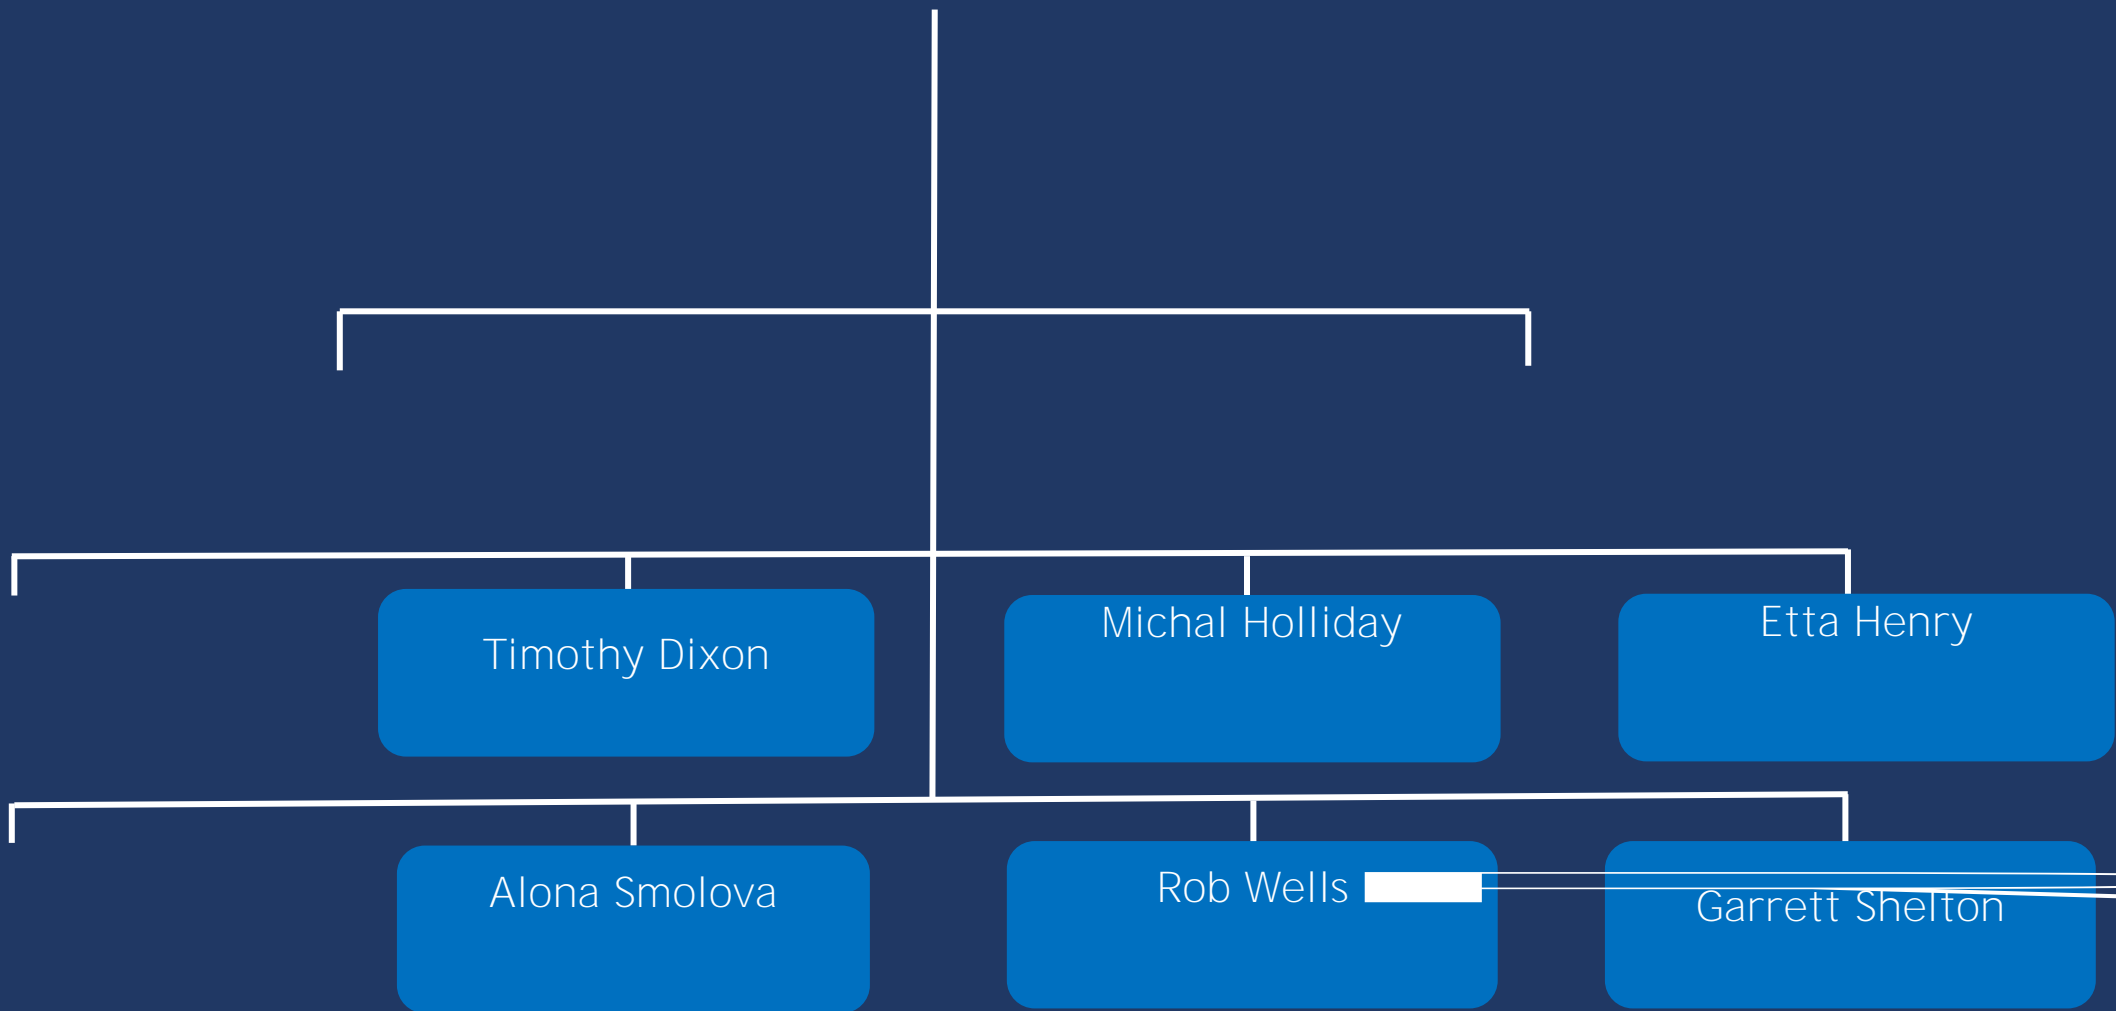 Timothy Dixon
Michal Holliday
Etta Henry
Alona Smolova
Rob Wells
Garrett Shelton